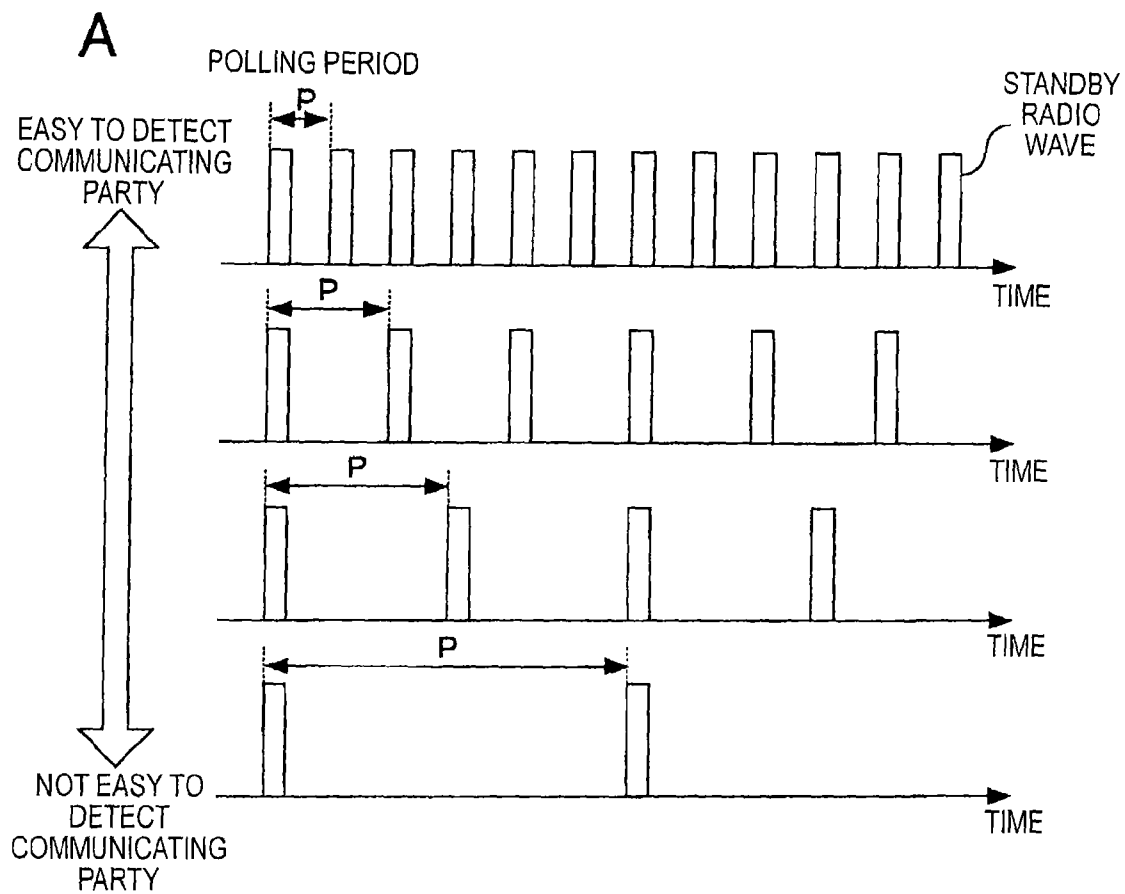 A
POLLING PERIOD
P
STANDBY
RADIO
WAVE
EASY TO DETECT
COMMUNICATING
PARTY
TIME
P
TIME
P
TIME
P
TIME
NOT EASY TO
DETECT
COMMUNICATING
PARTY